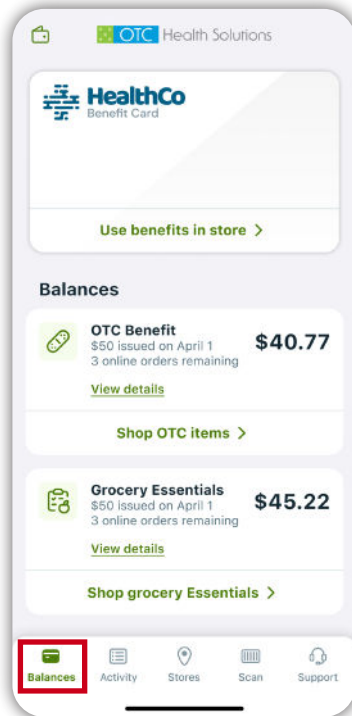 OTC Health Solutions
HealthCo
Benefit Card
Use benefits in store >
Balances
OTC Benefit
$50 issued on April 1
3 online orders remaining
$40.77
View details
Shop OTC items >
Grocery Essentials
$50 issued on April 1
3 online orders remaining
$45.22
View details
Shop grocery Essentials >
Balances Activity Stores Scan Support